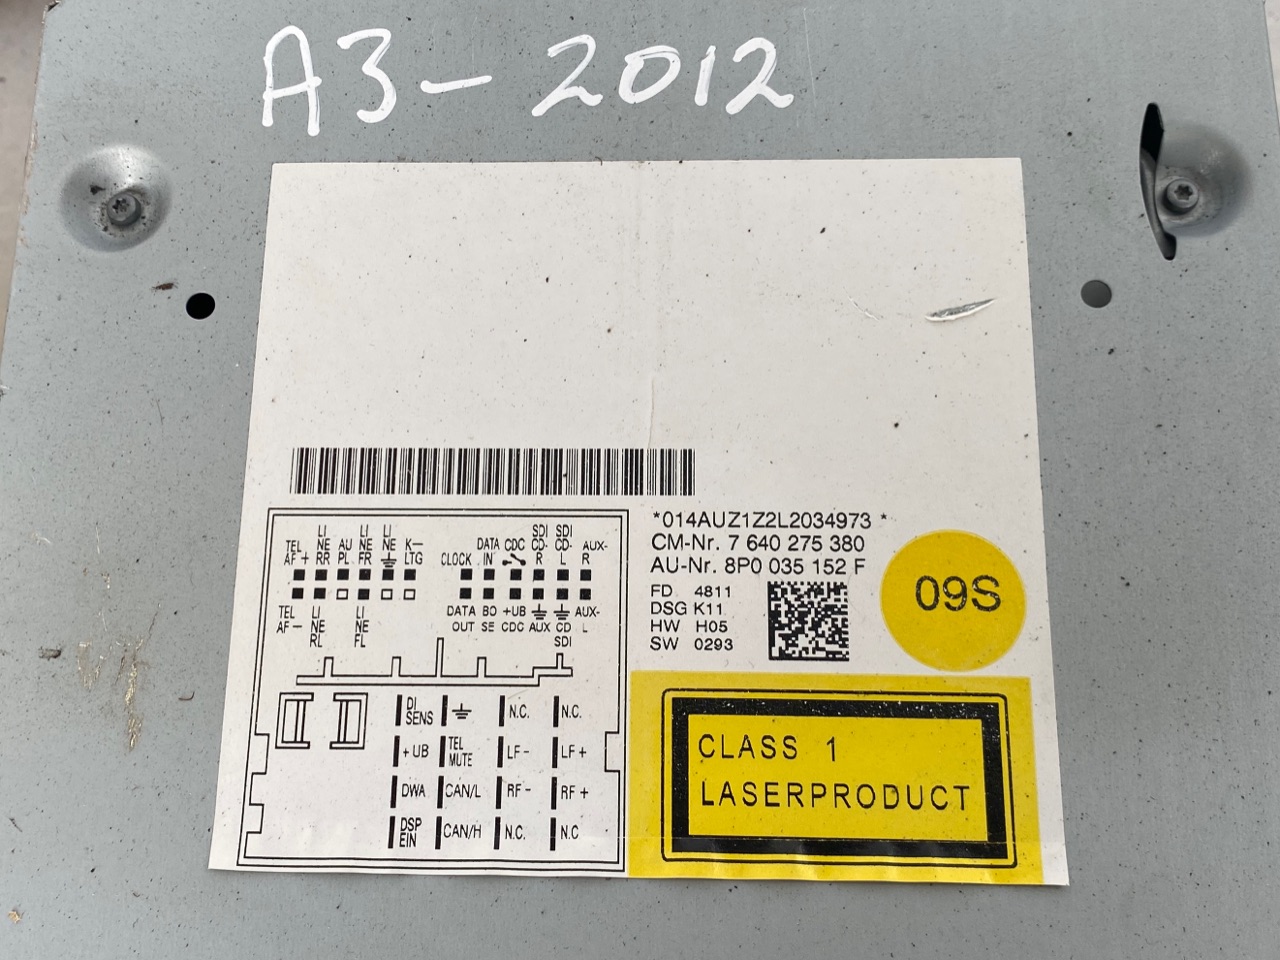 A3-2012
*014AUZ1Z2L2034973 *
CM-Nr. 7 640 275 380
AU-Nr. 8P0 035 152 F
FD 4811
DSG K11
HW H05
SW 0293
09S
TEL AF +
LI NE RR
AU PL
LI NE FR
LI NE
K— LTG
CLOCK
DATA IN
CDC
SDI CD- R
SDI CD- L
AUX- R
TEL AF -
LI NE RL
LI NE FL
DATA OUT
BO SE
+UB CDC
AUX
CD SDI
AUX- L
DI SENS
N.C.
N.C.
+ UB
TEL MUTE
LF -
LF +
DWA
CAN/L
RF -
RF +
DSP EIN
CAN/H
N.C.
N.C
CLASS 1
LASERPRODUCT